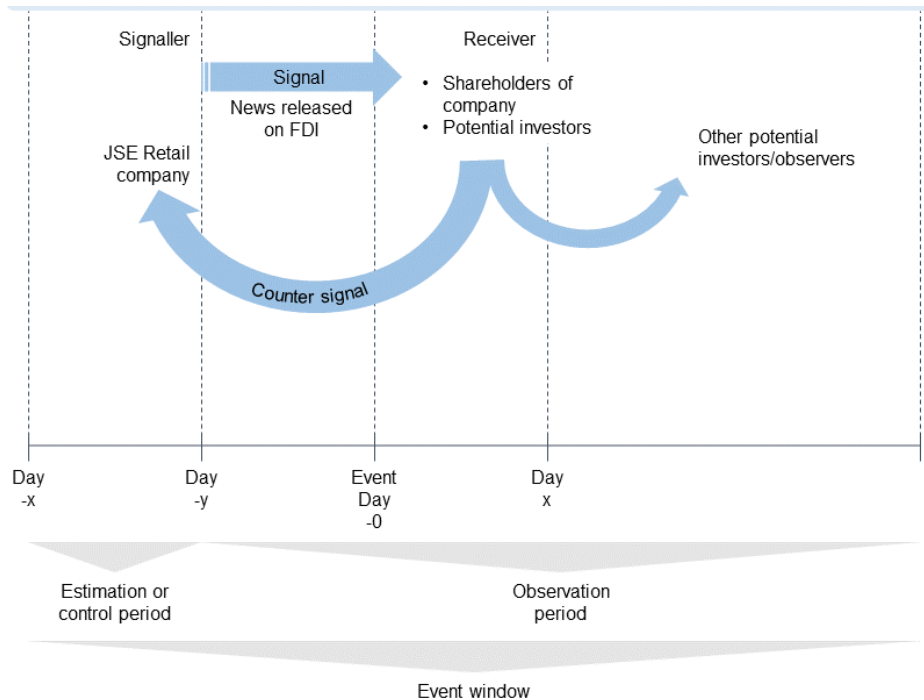 Signaller
Receiver
Signal
News released
on FDI
• Shareholders of
company
• Potential investors
JSE Retail
company
Other potential
investors/observers
Counter signal
Day
-x
Day
-y
Event
Day
-0
Day
x
Estimation or
control period
Observation
period
Event window